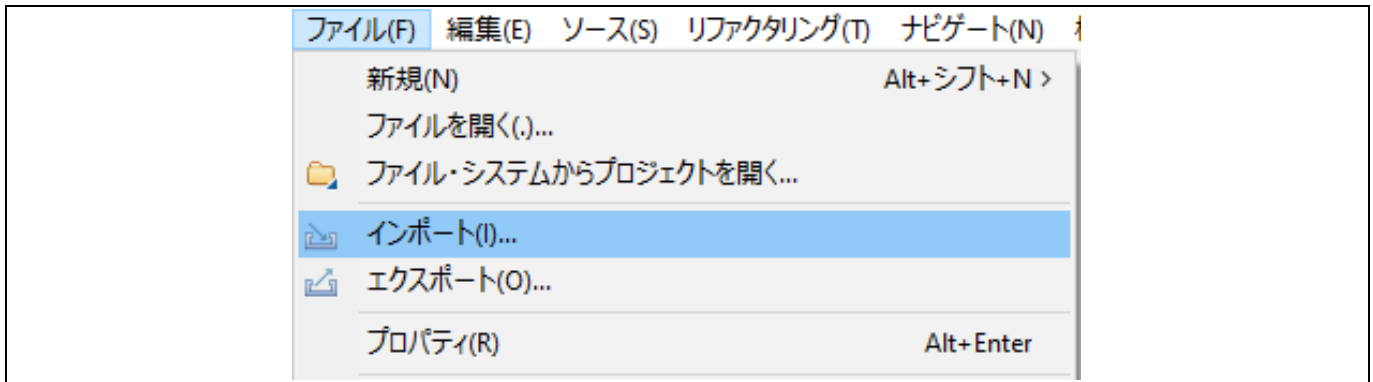 ファイル(F) 編集(E) ソース(S) リファクタリング(T) ナビゲート(N)
新規(N) Alt+シフト+N >
ファイルを開く(.)...
ファイル・システムからプロジェクトを開く...
インポート(I)...
エクスポート(O)...
プロパティ(R) Alt+Enter